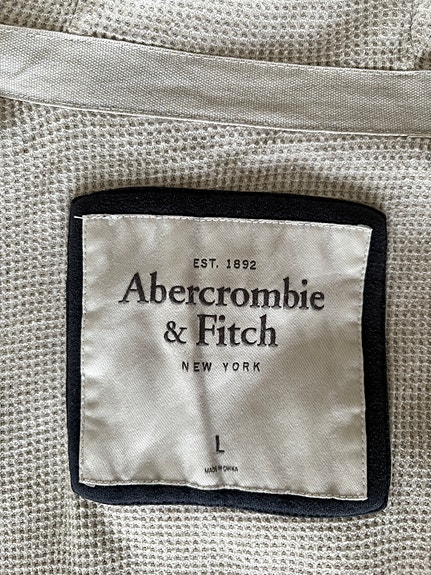 EST. 1892
Abercrombie
& Fitch
NEW YORK
L
MADE IN CHINA